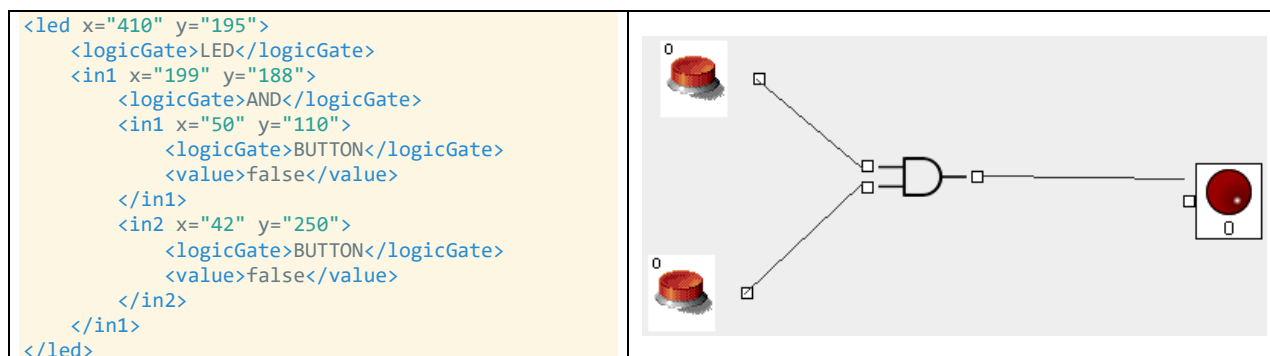 <led x="410" y="195">
    <logicGate>LED</logicGate>
    <in1 x="199" y="188">
        <logicGate>AND</logicGate>
        <in1 x="50" y="110">
            <logicGate>BUTTON</logicGate>
            <value>false</value>
        </in1>
        <in2 x="42" y="250">
            <logicGate>BUTTON</logicGate>
            <value>false</value>
        </in2>
    </in1>
</led>
0
0
0